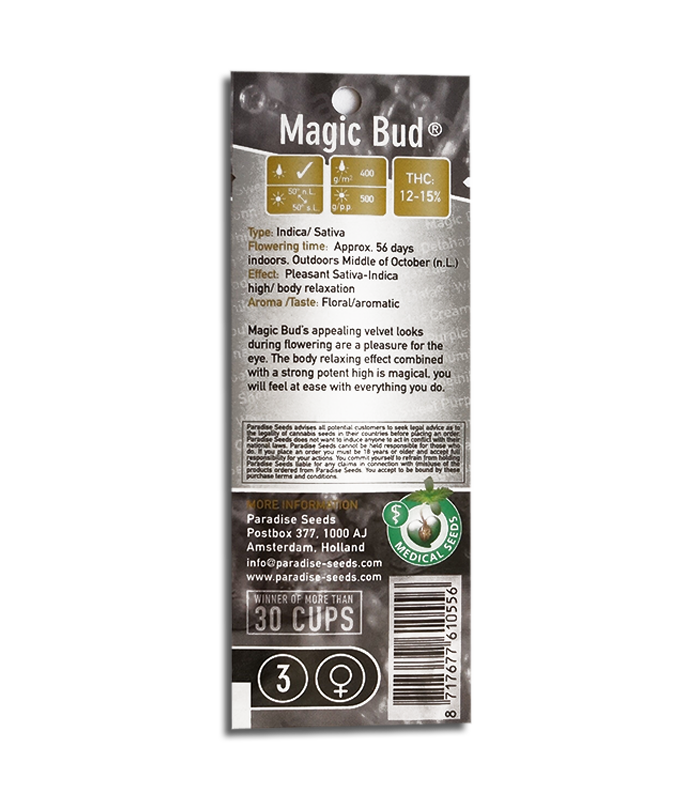 Magic Bud®
50° n.L.
50° s.L.
g/m² 400
g/p.p. 500
THC:
12-15%
Type: Indica/ Sativa
Flowering time: Approx. 56 days
indoors, Outdoors Middle of October (n.L.)
Effect: Pleasant Sativa-Indica
high/ body relaxation
Aroma /Taste: Floral/aromatic
Magic Bud's appealing velvet looks
during flowering are a pleasure for the
eye. The body relaxing effect combined
with a strong potent high is magical, you
will feel at ease with everything you do.
Paradise Seeds advises all potential customers to seek legal advice as to
the legality of cannabis seeds in their countries before placing an order.
Paradise Seeds does not want to induce anyone to act in conflict with their
national laws. Paradise Seeds cannot be held responsible for those who
do. If you place an order you must be 18 years or older and accept full
responsibility for your actions. You commit yourself to refrain from holding
Paradise Seeds liable for any claims in connection with (mis)use of the
products ordered from Paradise Seeds. You accept to be bound by these
purchase terms and conditions.
MORE INFORMATION
Paradise Seeds
Postbox 377, 1000 AJ
Amsterdam, Holland
info@paradise-seeds.com
www.paradise-seeds.com
MEDICAL SEEDS
WINNER OF MORE THAN
30 CUPS
3
8 717677 610556